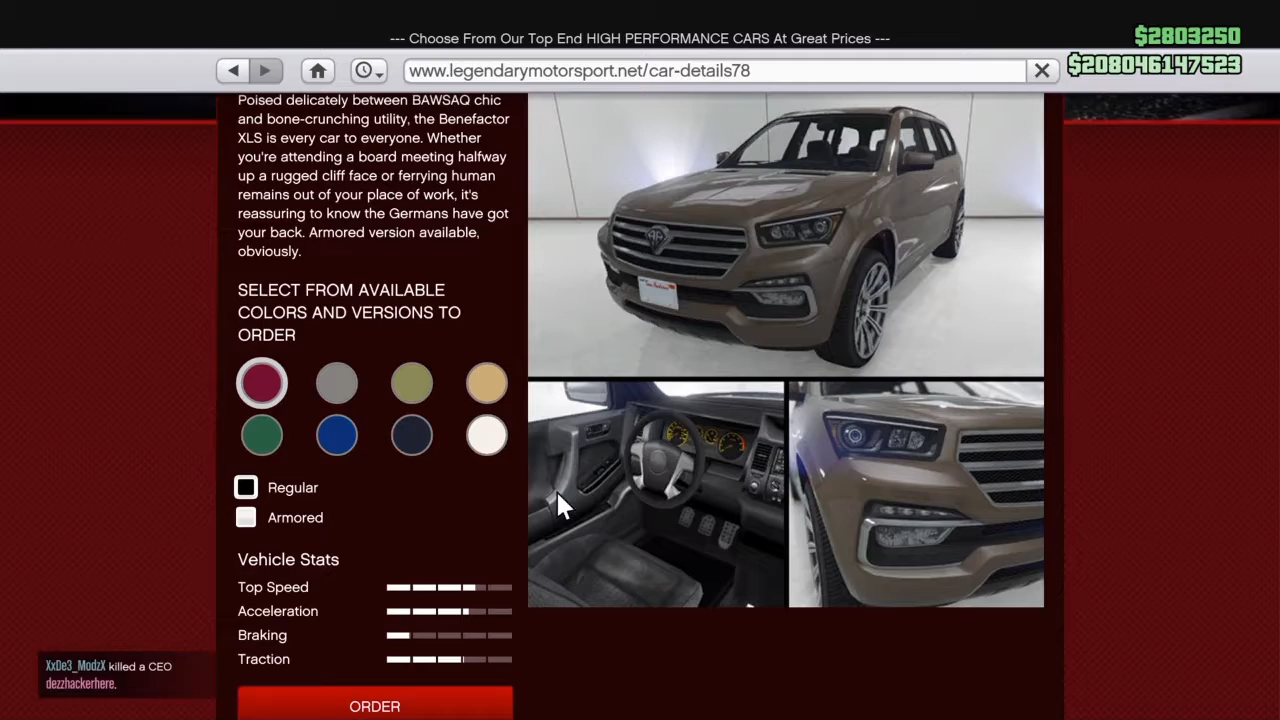 --- Choose From Our Top End HIGH PERFORMANCE CARS At Great Prices ---
$2803250
$208046147523
www.legendarymotorsport.net/car-details78
Poised delicately between BAWSAQ chic
and bone-crunching utility, the Benefactor
XLS is every car to everyone. Whether
you're attending a board meeting halfway
up a rugged cliff face or ferrying human
remains out of your place of work, it's
reassuring to know the Germans have got
your back. Armored version available,
obviously.
SELECT FROM AVAILABLE
COLORS AND VERSIONS TO
ORDER
Regular
Armored
Vehicle Stats
Top Speed
Acceleration
Braking
Traction
ORDER
XxDe3_ModzX killed a CEO
dezzhackerhere.